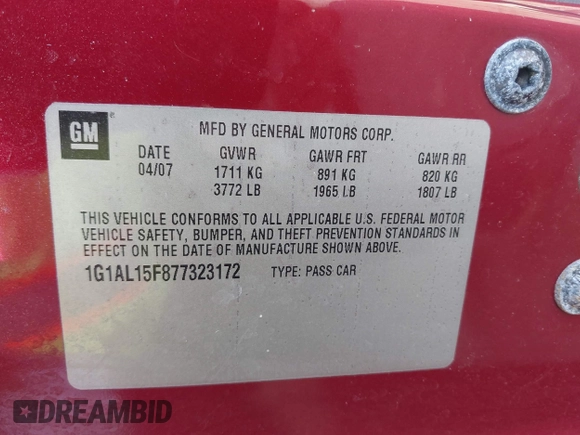 GM
MFD BY GENERAL MOTORS CORP.
DATE GVWR GAWR FRT GAWR RR
04/07 1711 KG 891 KG 820 KG
3772 LB 1965 LB 1807 LB
THIS VEHICLE CONFORMS TO ALL APPLICABLE U.S. FEDERAL MOTOR
VEHICLE SAFETY, BUMPER, AND THEFT PREVENTION STANDARDS IN
EFFECT ON THE DATE OF MANUFACTURE SHOWN ABOVE.
1G1AL15F877323172 TYPE: PASS CAR
DREAMBID